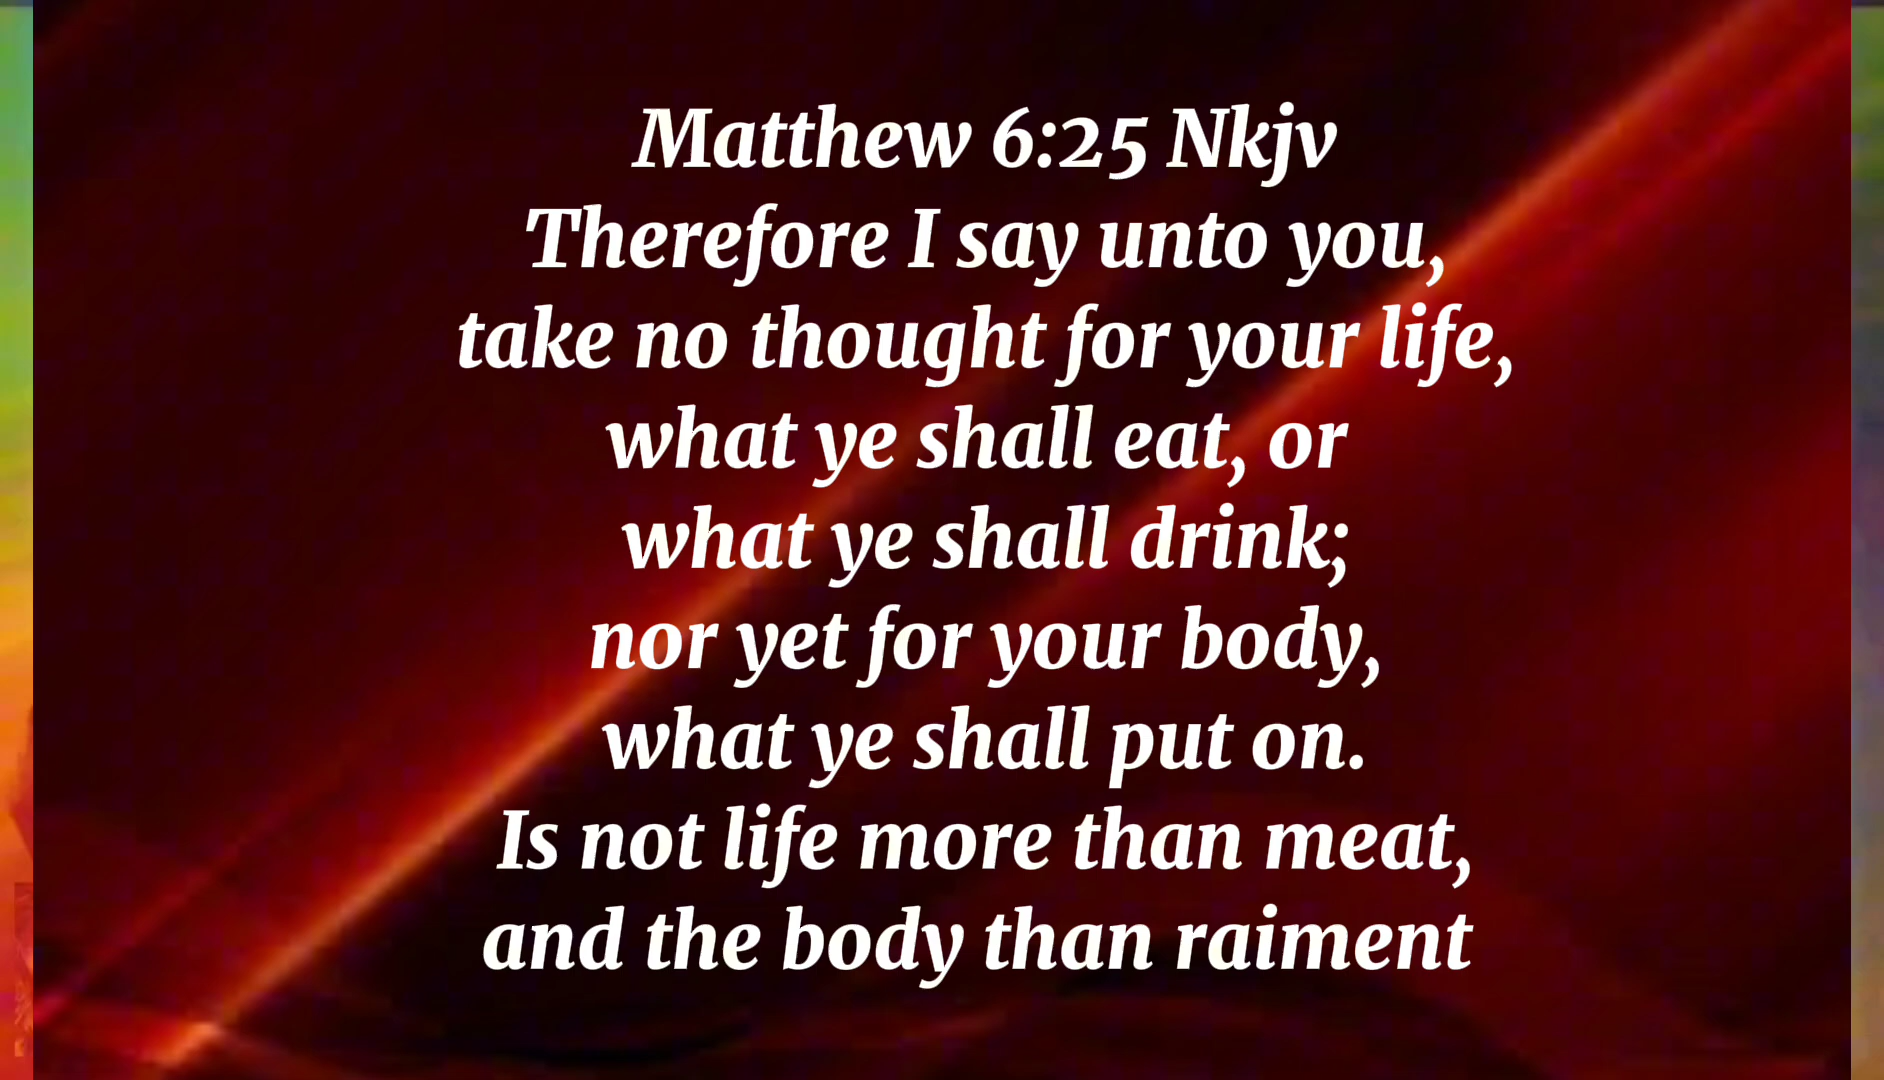 Matthew 6:25 Nkjv
Therefore I say unto you,
take no thought for your life,
what ye shall eat, or
what ye shall drink;
nor yet for your body,
what ye shall put on.
Is not life more than meat,
and the body than raiment